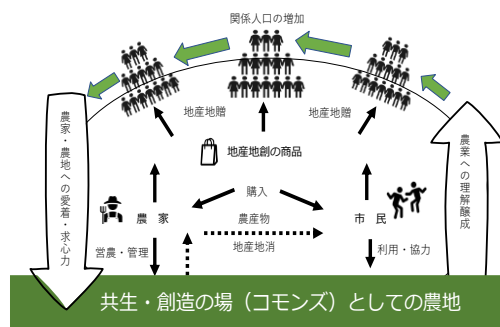 関係人口の増加
地産地贈
地産地贈
地産地創の商品
農家・農地への愛着・求心力
農業への理解醸成
購入
農家
農産物
市民
地産地消
営農・管理
利用・協力
共生・創造の場（コモンズ）としての農地